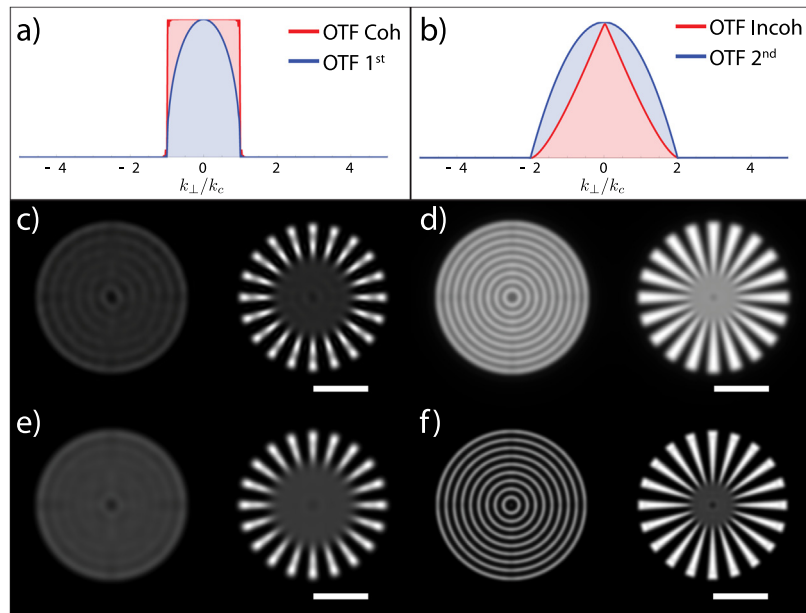 a)
OTF Coh
OTF 1st
- 4 - 2 0 2 4
k⊥/kc
b)
OTF Incoh
OTF 2nd
- 4 - 2 0 2 4
k⊥/kc
c)
d)
e)
f)